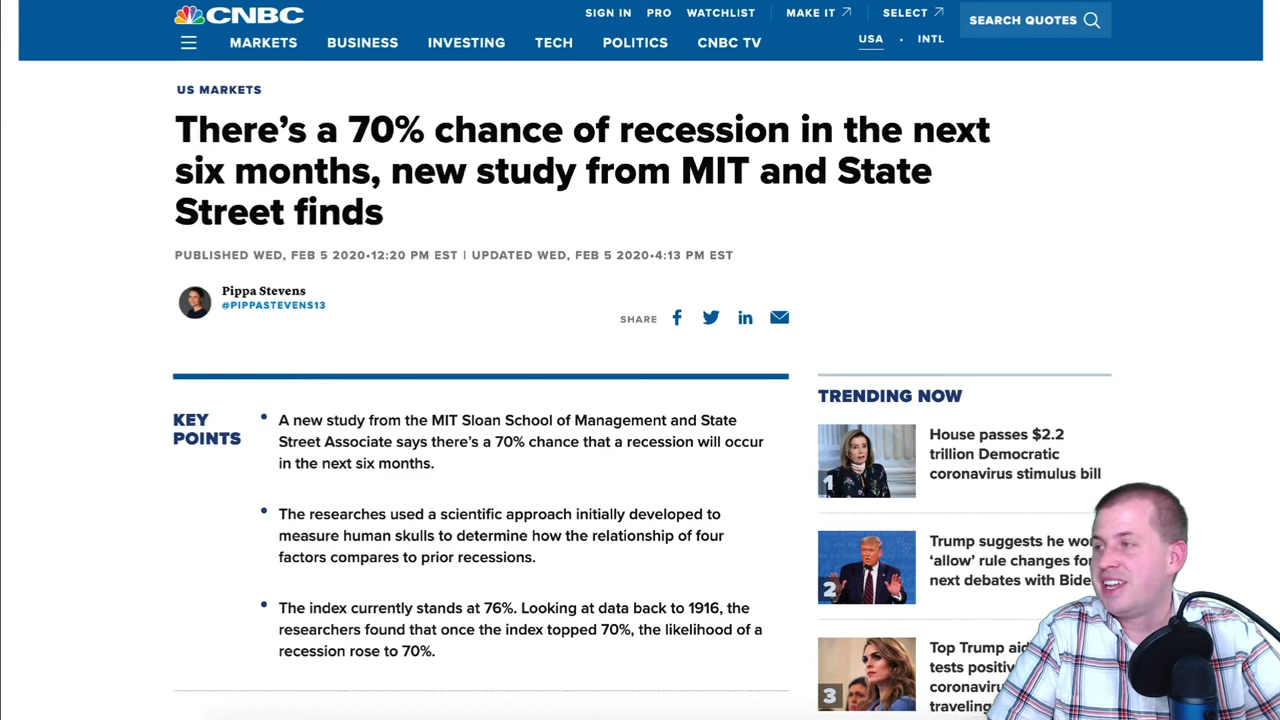 CNBC
SIGN IN PRO WATCHLIST MAKE IT SELECT
SEARCH QUOTES
MARKETS BUSINESS INVESTING TECH POLITICS CNBC TV
USA · INTL
US MARKETS
There's a 70% chance of recession in the next
six months, new study from MIT and State
Street finds
PUBLISHED WED, FEB 5 2020•12:20 PM EST | UPDATED WED, FEB 5 2020•4:13 PM EST
Pippa Stevens
@PIPPASTEVENS13
SHARE
KEY
POINTS
• A new study from the MIT Sloan School of Management and State
Street Associate says there's a 70% chance that a recession will occur
in the next six months.
• The researches used a scientific approach initially developed to
measure human skulls to determine how the relationship of four
factors compares to prior recessions.
• The index currently stands at 76%. Looking at data back to 1916, the
researchers found that once the index topped 70%, the likelihood of a
recession rose to 70%.
TRENDING NOW
1
House passes $2.2
trillion Democratic
coronavirus stimulus bill
2
Trump suggests he
'allow' rule changes for
next debates with
3
Top Trump
tests
traveling